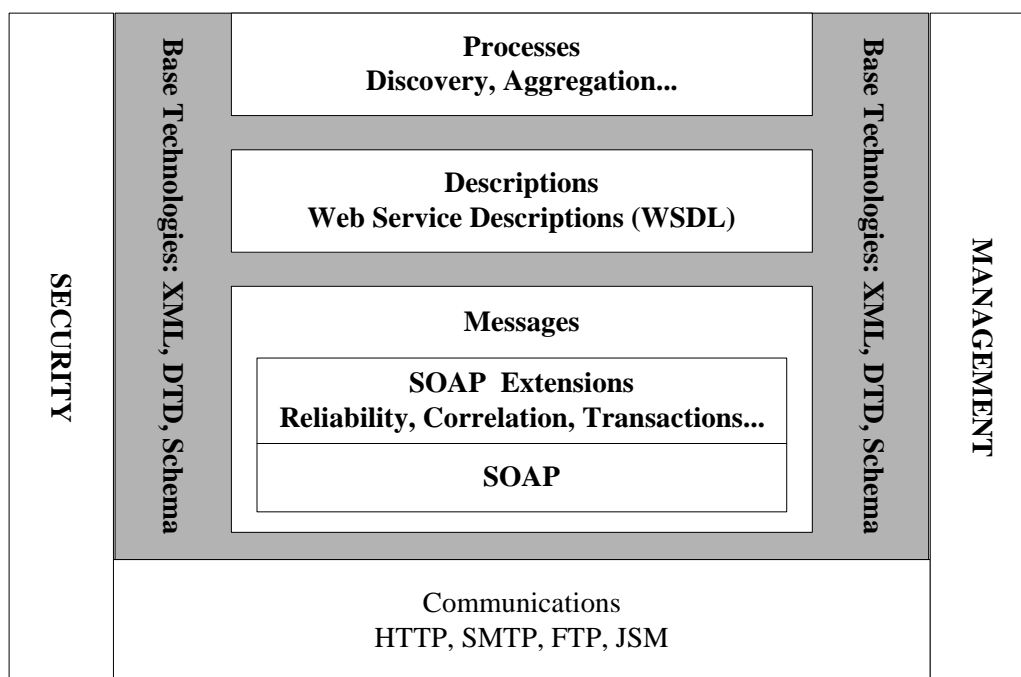 SECURITY
Base Technologies: XML, DTD, Schema
Processes
Discovery, Aggregation...
Descriptions
Web Service Descriptions (WSDL)
Messages
SOAP Extensions
Reliability, Correlation, Transactions...
SOAP
Base Technologies: XML, DTD, Schema
MANAGEMENT
Communications
HTTP, SMTP, FTP, JSM